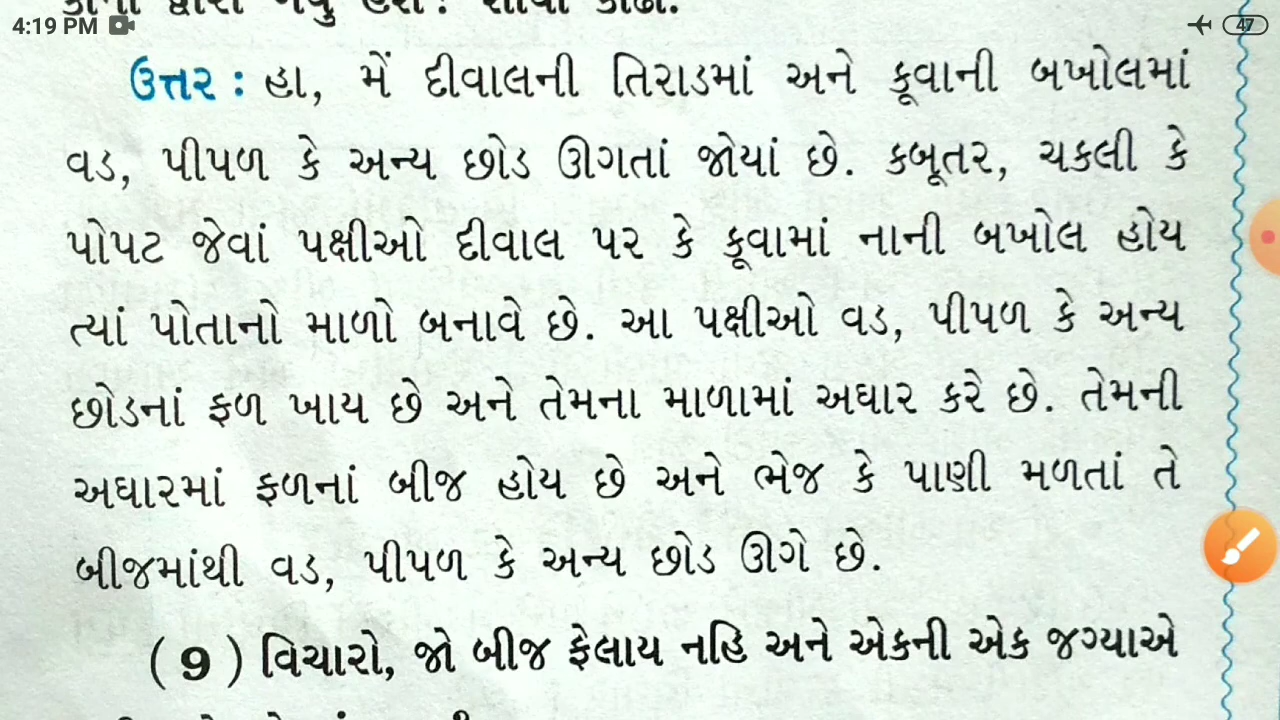 4:19 PM
47
ઉત્તર : હા, મેં દીવાલની તિરાડમાં અને કૂવાની બખોલમાં
વડ, પીપળ કે અન્ય છોડ ઊગતાં જોયાં છે. કબૂતર, ચકલી કે
પોપટ જેવાં પક્ષીઓ દીવાલ પર કે કૂવામાં નાની બખોલ હોય
ત્યાં પોતાનો માળો બનાવે છે. આ પક્ષીઓ વડ, પીપળ કે અન્ય
છોડનાં ફળ ખાય છે અને તેમના માળામાં અઘાર કરે છે. તેમની
અઘારમાં ફળનાં બીજ હોય છે અને ભેજ કે પાણી મળતાં તે
બીજમાંથી વડ, પીપળ કે અન્ય છોડ ઊગે છે.
( 9 ) વિચારો, જો બીજ ફેલાય નહિ અને એકની એક જગ્યાએ